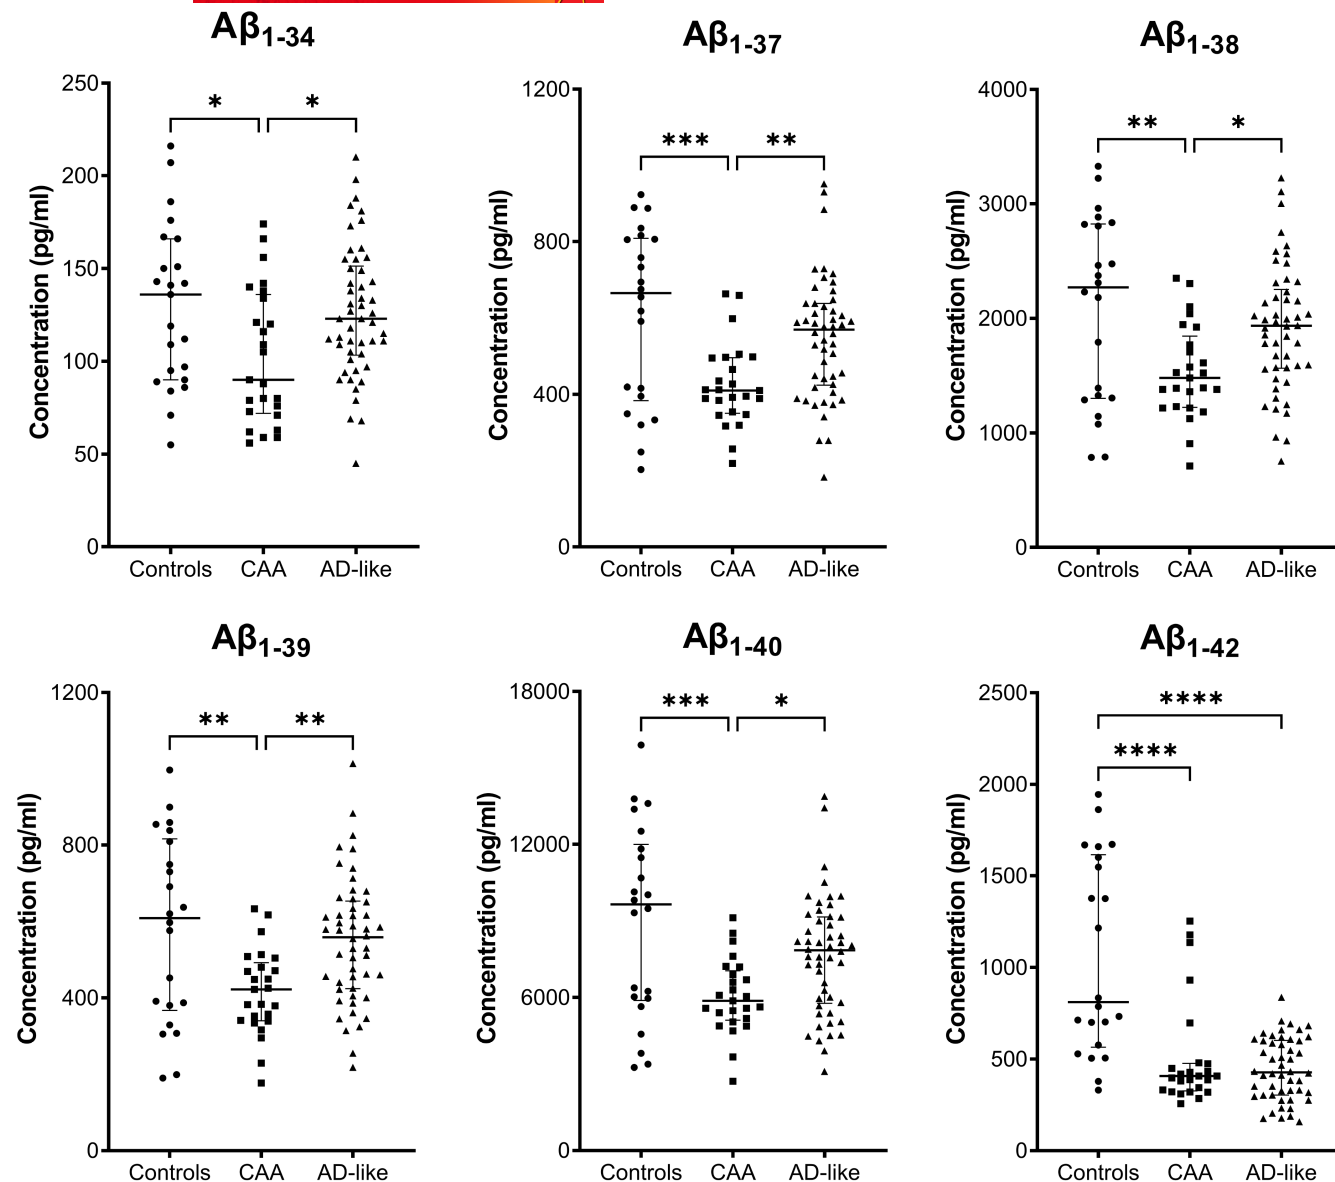 Aβ1-34
Aβ1-37
Aβ1-38
Concentration (pg/ml)
250
200
150
100
50
0
*
*
Controls
CAA
AD-like
Concentration (pg/ml)
1200
800
400
0
***
**
Controls
CAA
AD-like
Concentration (pg/ml)
4000
3000
2000
1000
0
**
*
Controls
CAA
AD-like
Aβ1-39
Aβ1-40
Aβ1-42
Concentration (pg/ml)
1200
800
400
0
**
**
Controls
CAA
AD-like
Concentration (pg/ml)
18000
12000
6000
0
***
*
Controls
CAA
AD-like
Concentration (pg/ml)
2500
2000
1500
1000
500
0
****
****
Controls
CAA
AD-like